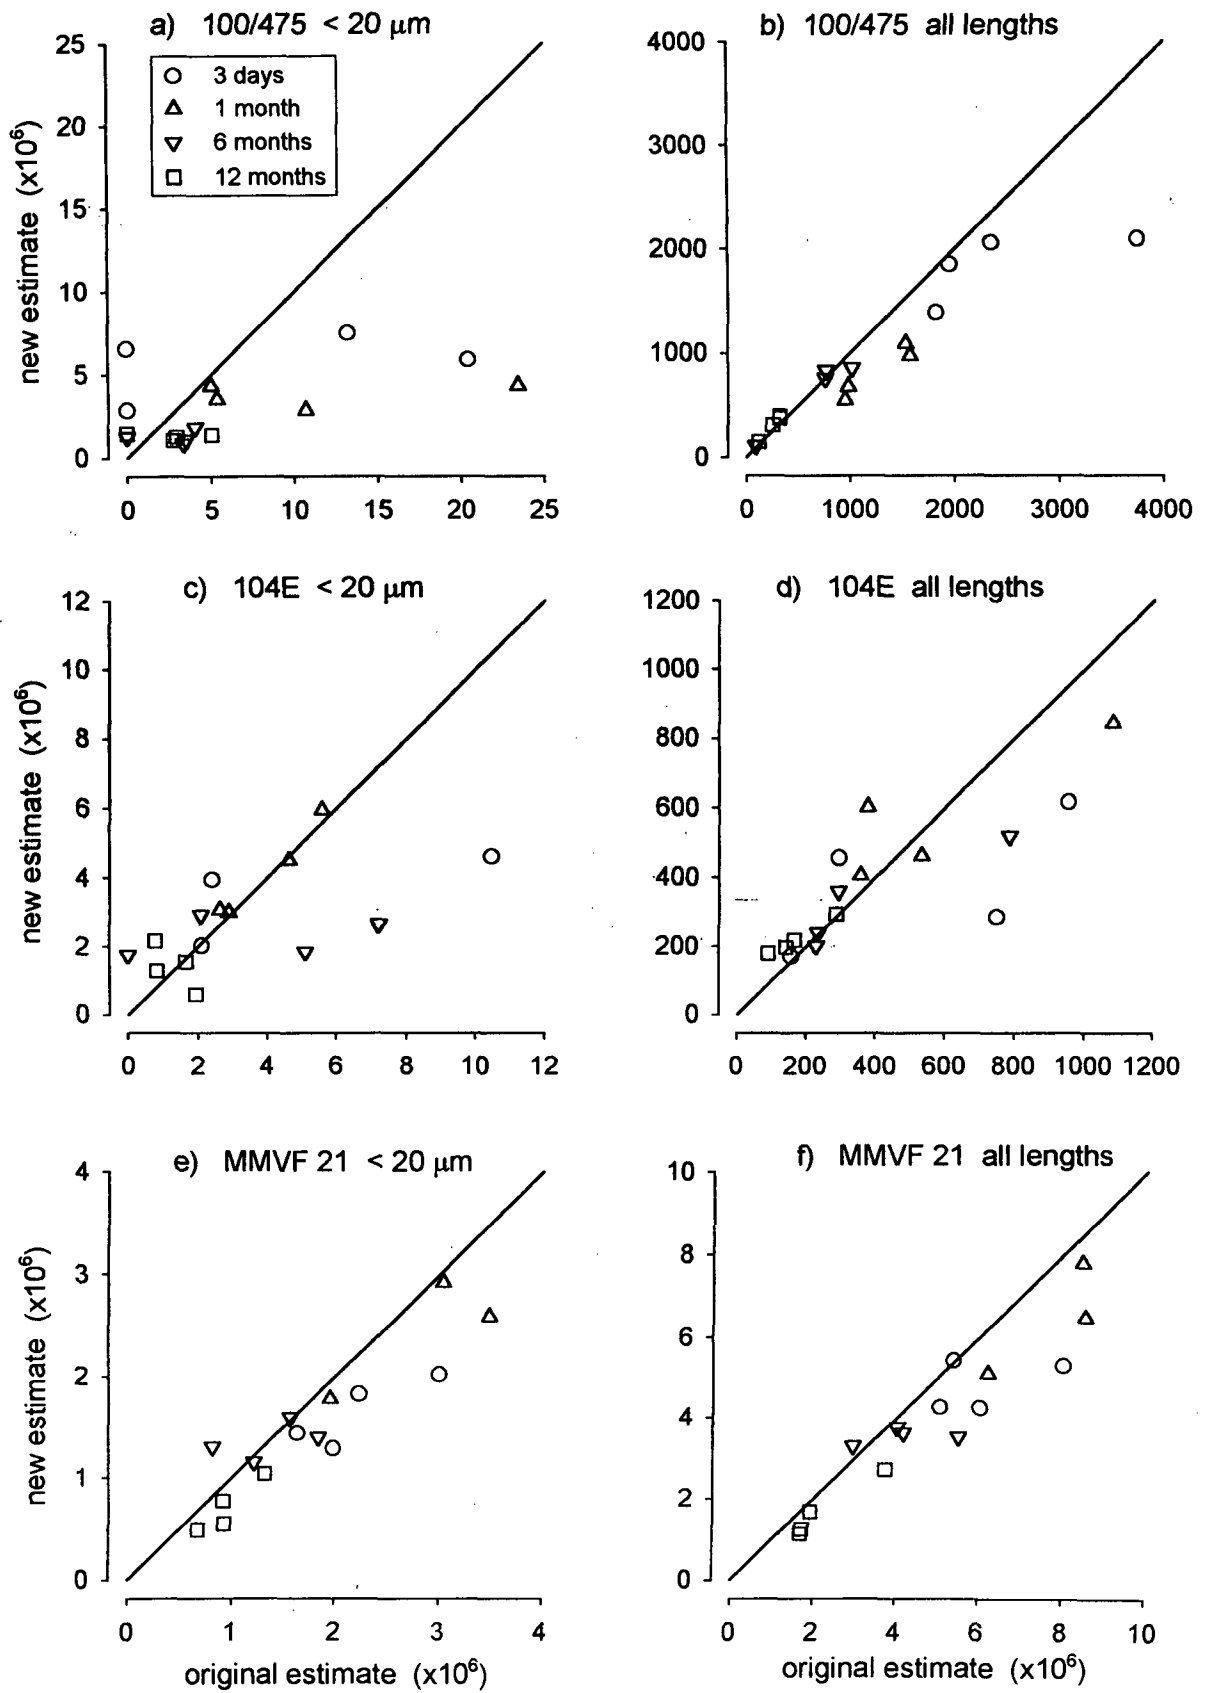 a) 100/475 < 20 μm
25
20
15
10
5
0
new estimate (x10⁶)
3 days
1 month
6 months
12 months
0 5 10 15 20 25
b) 100/475 all lengths
4000
3000
2000
1000
0
0 1000 2000 3000 4000
c) 104E < 20 μm
12
10
8
6
4
2
0
new estimate (x10⁶)
0 2 4 6 8 10 12
d) 104E all lengths
1200
1000
800
600
400
200
0
0 200 400 600 800 1000 1200
e) MMVF 21 < 20 μm
4
3
2
1
0
new estimate (x10⁶)
0 1 2 3 4
original estimate (x10⁶)
f) MMVF 21 all lengths
10
8
6
4
2
0
0 2 4 6 8 10
original estimate (x10⁶)